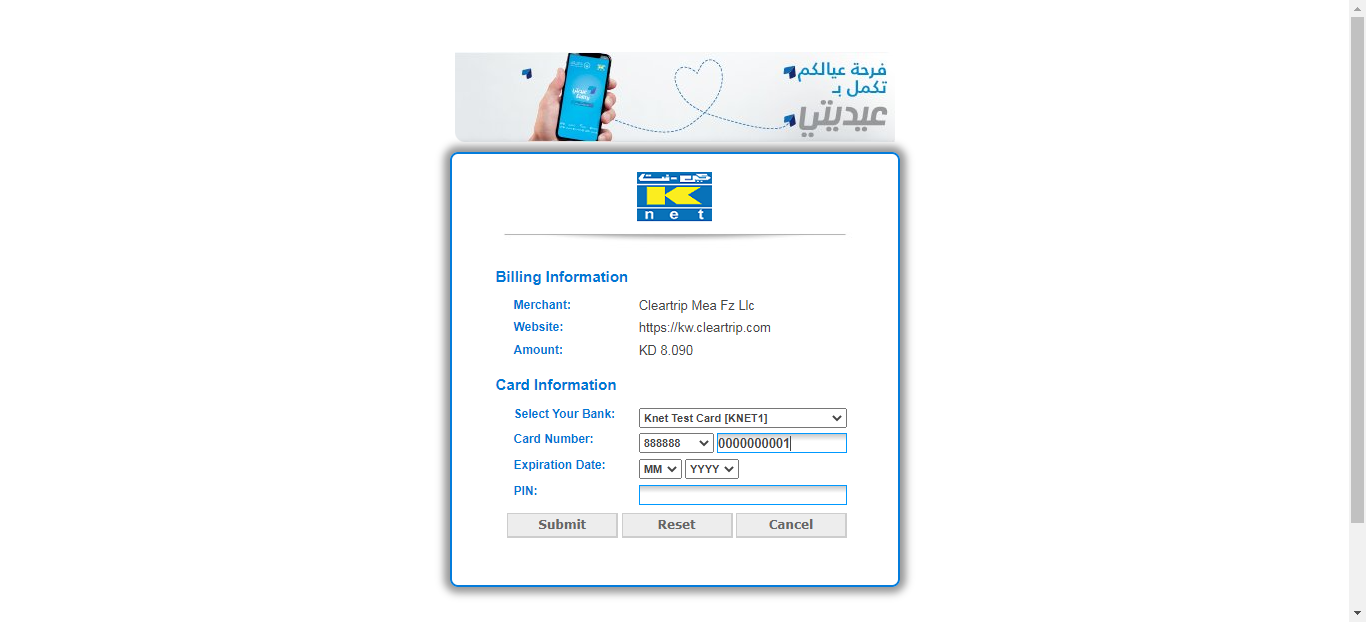 فرحة عيالكم
تكمل بـ
عيديتي
كي-نت
K
net
Billing Information
Merchant: Cleartrip Mea Fz Llc
Website: https://kw.cleartrip.com
Amount: KD 8.090
Card Information
Select Your Bank: Knet Test Card [KNET1]
Card Number: 888888 0000000001
Expiration Date: MM YYYY
PIN:
Submit Reset Cancel